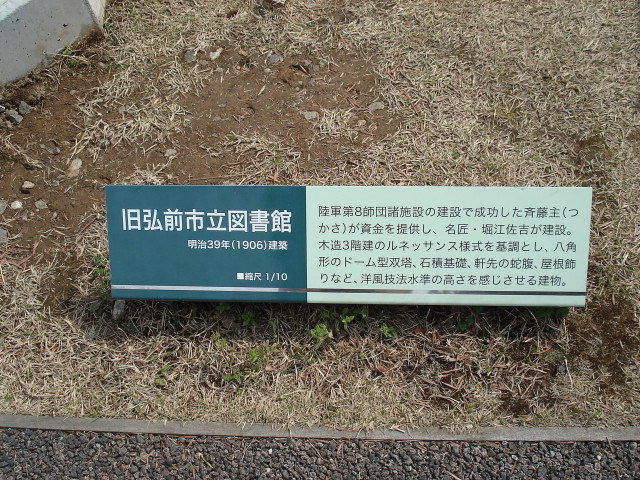 旧弘前市立図書館
明治39年(1906)建築
■縮尺 1/10
陸軍第8師団諸施設の建設で成功した斉藤主(つ
かさ)が資金を提供し、名匠・堀江佐吉が建設。
木造3階建のルネッサンス様式を基調とし、八角
形のドーム型双塔、石積基礎、軒先の蛇腹、屋根飾
りなど、洋風技法水準の高さを感じさせる建物。